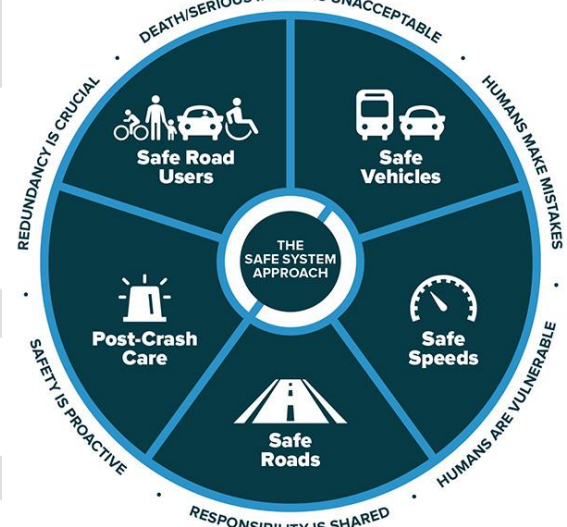 DEATH/SERIOUS UNACCEPTABLE
HUMANS MAKE MISTAKES
HUMANS ARE VULNERABLE
RESPONSIBILITY IS SHARED
SAFETY IS PROACTIVE
REDUNDANCY IS CRUCIAL
Safe Road
Users
Safe
Vehicles
Safe
Speeds
Safe
Roads
Post-Crash
Care
THE
SAFE SYSTEM
APPROACH